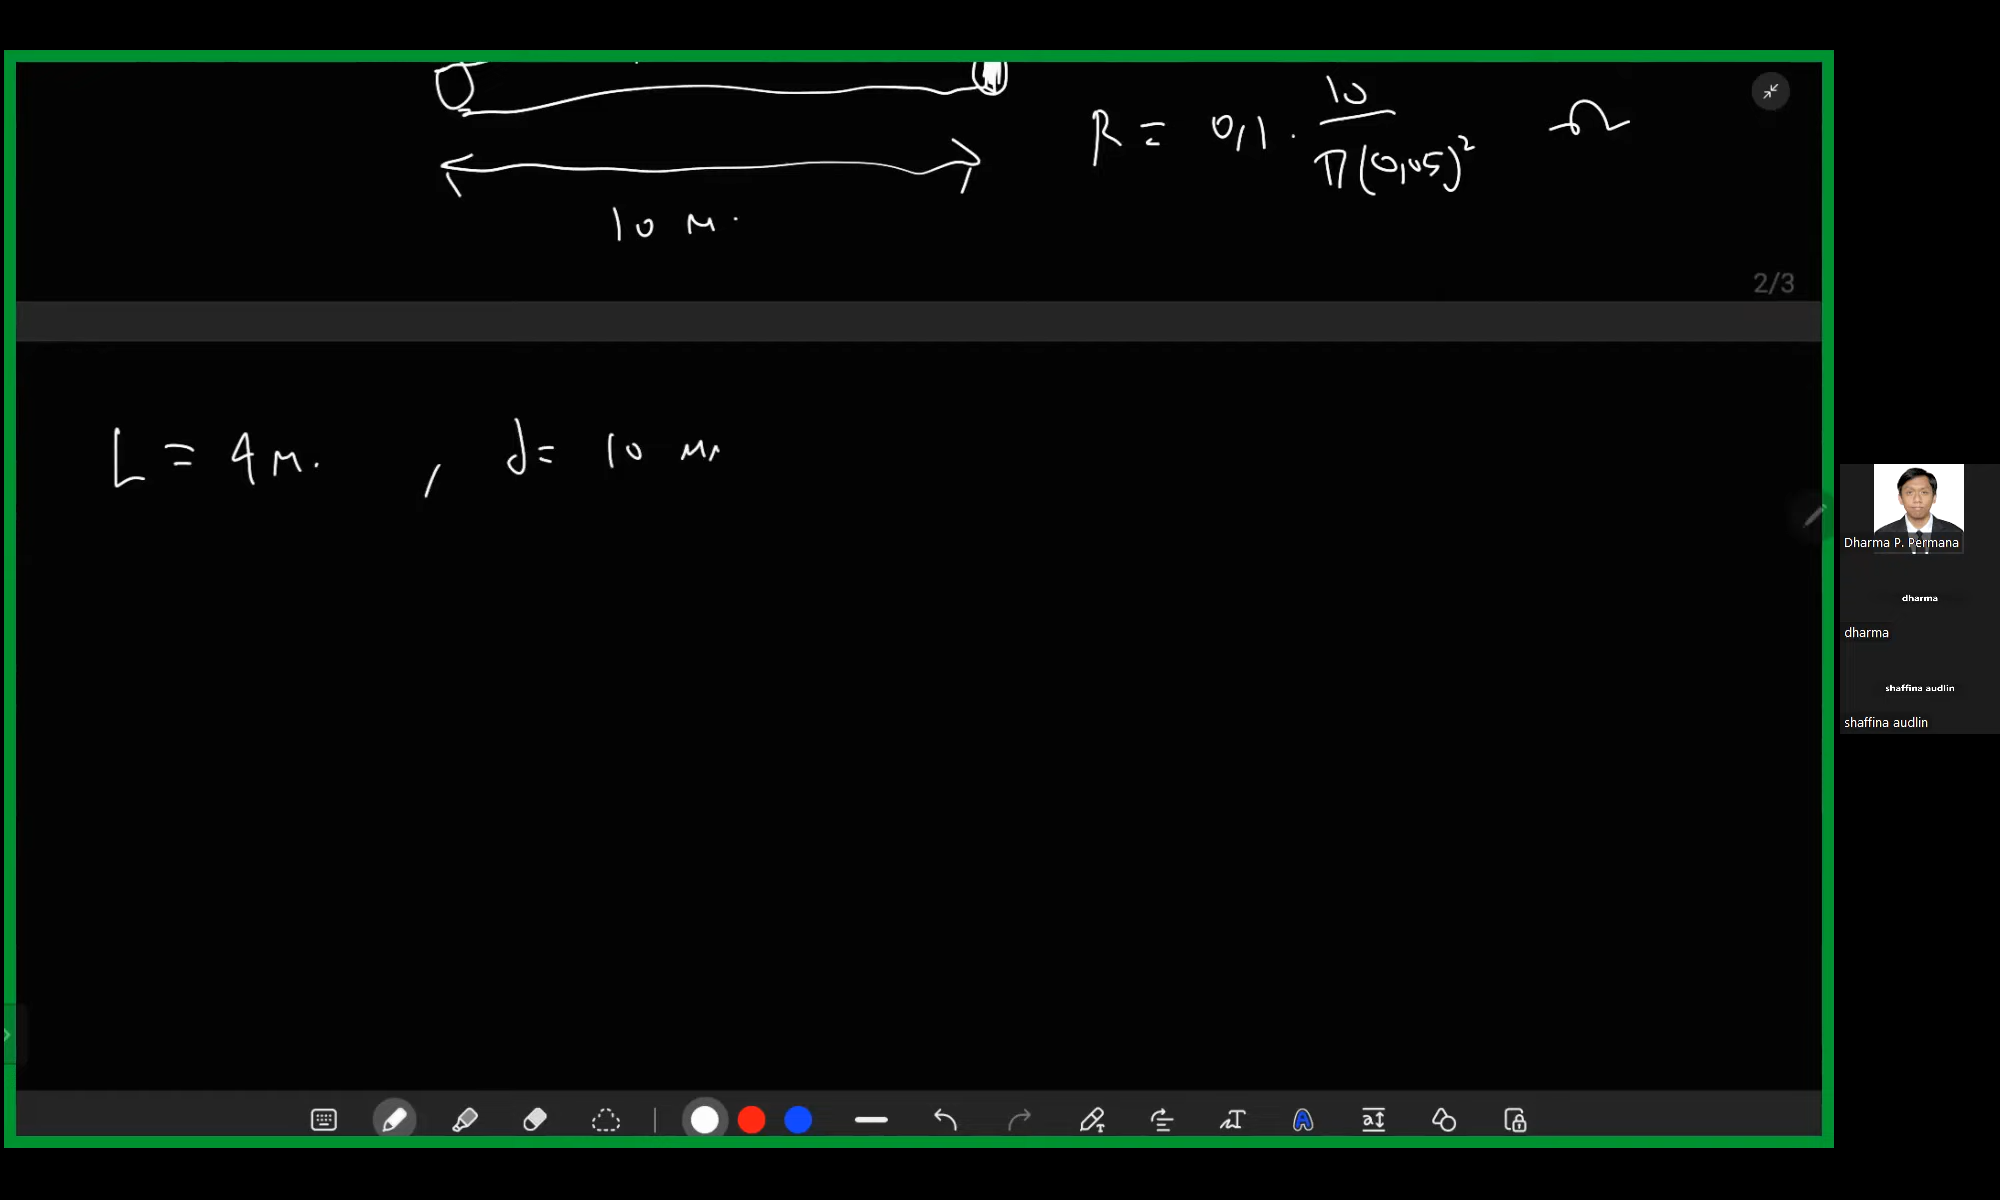 R = 0,1 · 10 / π(0,05)² Ω
10 m.
2/3
L = 4 m. , d = 10 m
Dharma P. Permana
dharma
dharma
shaffina audlin
shaffina audlin